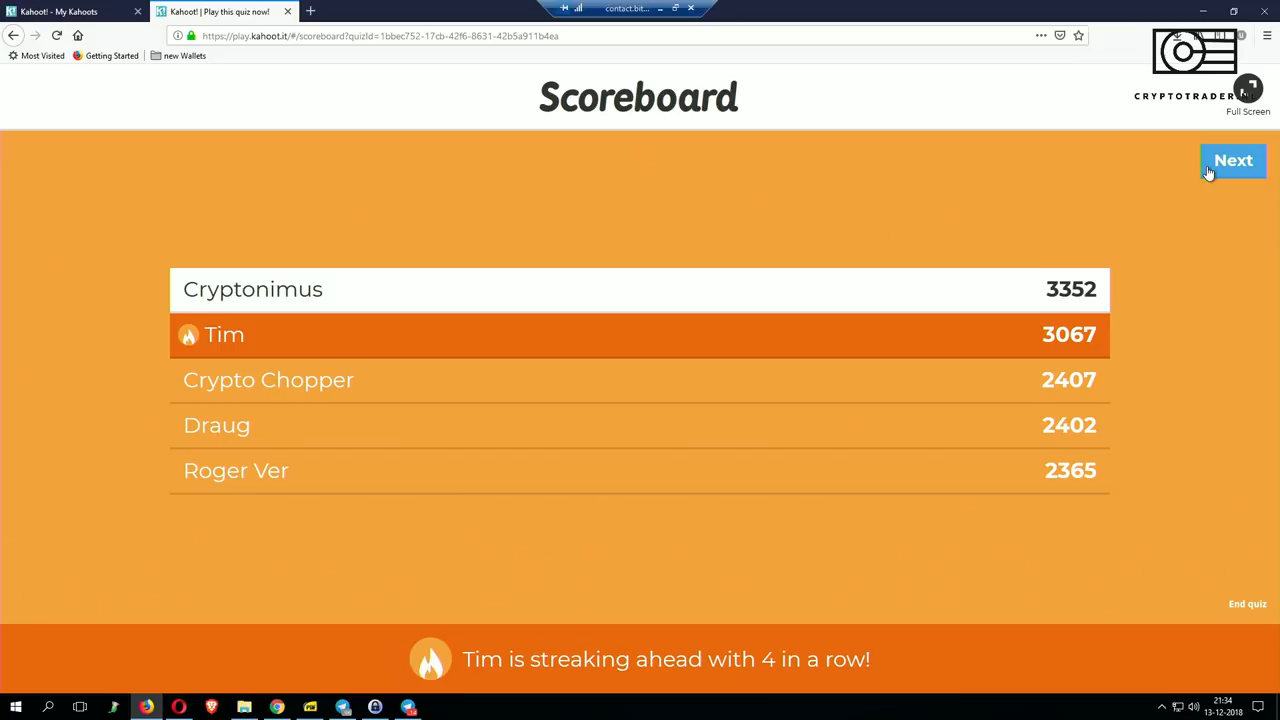 Kahoot! - My Kahoots
Kahoot! | Play this quiz now!
contact.bit...
https://play.kahoot.it/#/scoreboard?quizId=1bbec752-17cb-42f6-8631-42b5a911b4ea
Most Visited
Getting Started
new Wallets
Scoreboard
Full Screen
Next
Cryptonimus 3352
Tim 3067
Crypto Chopper 2407
Draug 2402
Roger Ver 2365
End quiz
Tim is streaking ahead with 4 in a row!
21:34
13-12-2018